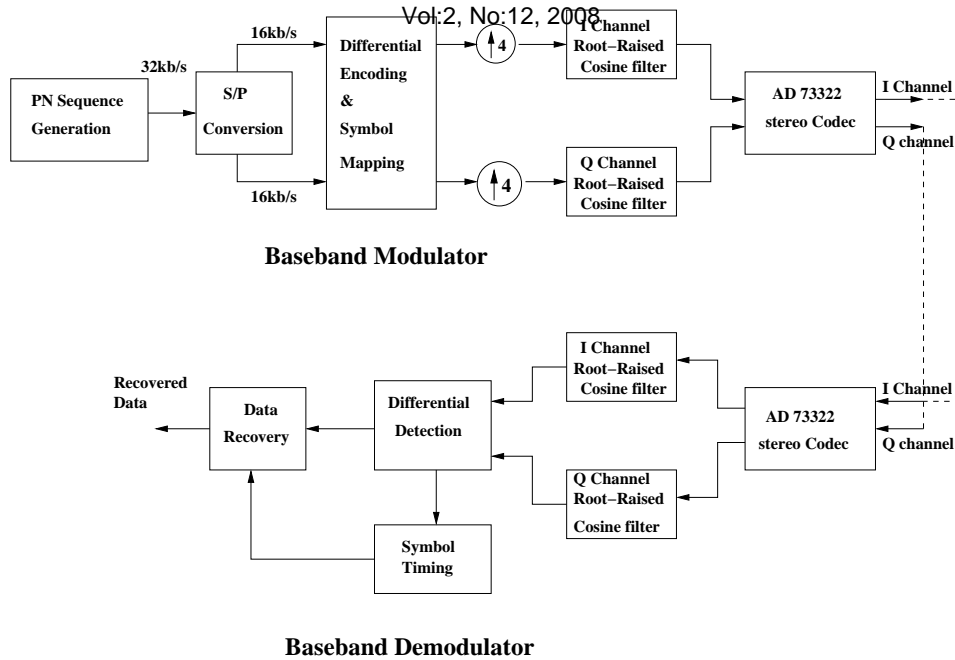 Vol:2, No:12, 2008
32kb/s
16kb/s
16kb/s
PN Sequence
Generation
S/P
Conversion
Differential
Encoding
&
Symbol
Mapping
4
4
I Channel
Root−Raised
Cosine filter
Q Channel
Root−Raised
Cosine filter
AD 73322
stereo Codec
I Channel
Q channel
Baseband Modulator
Recovered
Data
Data
Recovery
Differential
Detection
Symbol
Timing
I Channel
Root−Raised
Cosine filter
Q Channel
Root−Raised
Cosine filter
AD 73322
stereo Codec
I Channel
Q channel
Baseband Demodulator